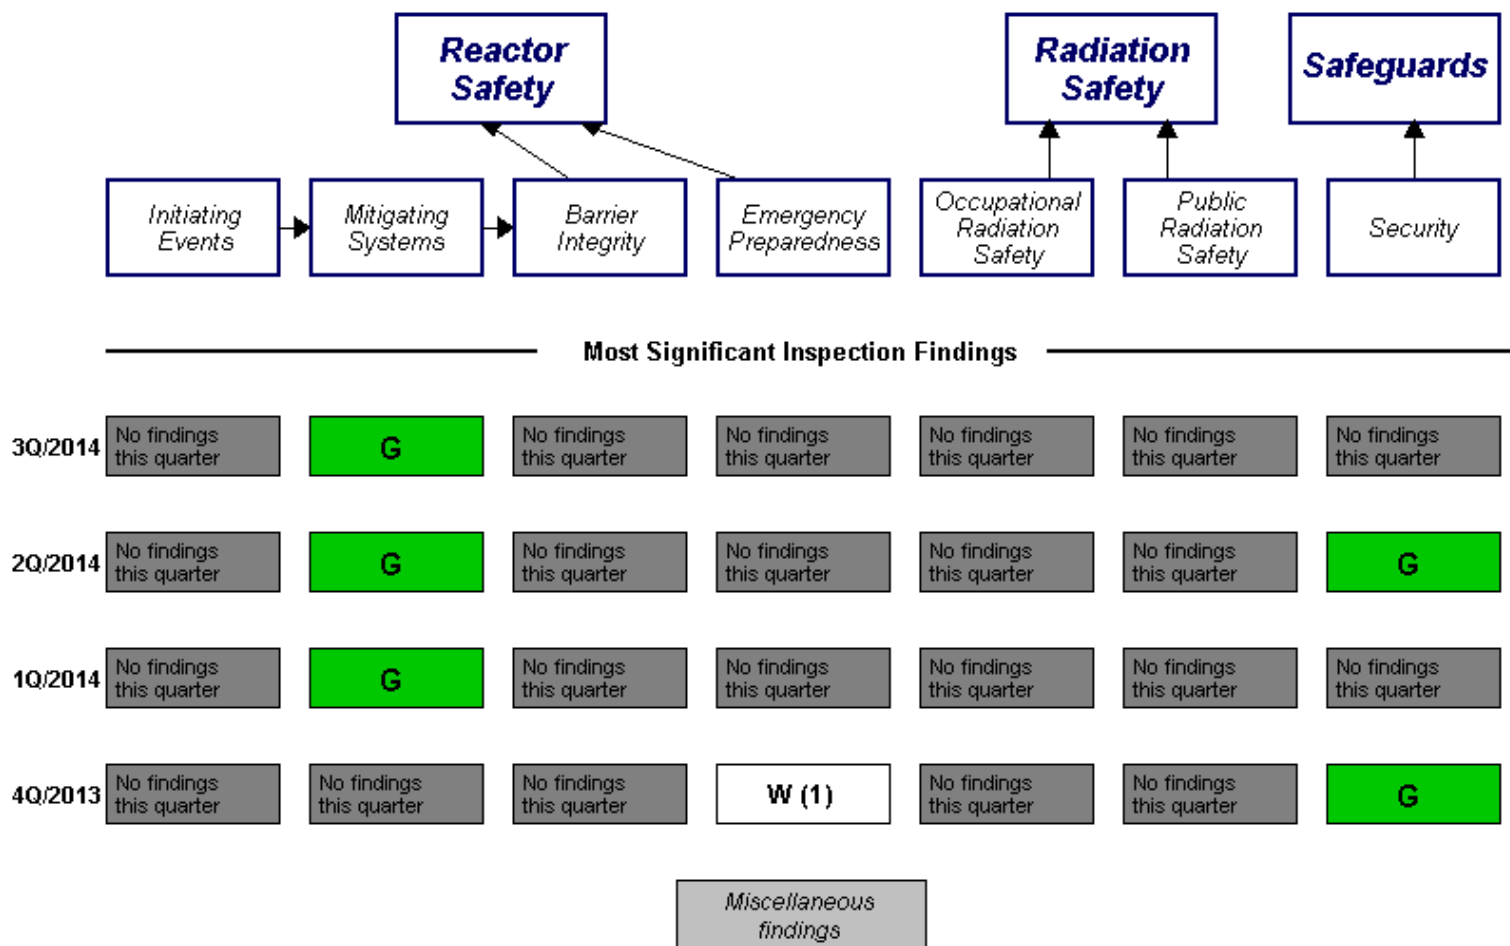 Reactor
Safety
Radiation
Safety
Safeguards
Initiating
Events
Mitigating
Systems
Barrier
Integrity
Emergency
Preparedness
Occupational
Radiation
Safety
Public
Radiation
Safety
Security
Most Significant Inspection Findings
3Q/2014
No findings
this quarter
G
No findings
this quarter
No findings
this quarter
No findings
this quarter
No findings
this quarter
No findings
this quarter
2Q/2014
No findings
this quarter
G
No findings
this quarter
No findings
this quarter
No findings
this quarter
No findings
this quarter
G
1Q/2014
No findings
this quarter
G
No findings
this quarter
No findings
this quarter
No findings
this quarter
No findings
this quarter
No findings
this quarter
4Q/2013
No findings
this quarter
No findings
this quarter
No findings
this quarter
W (1)
No findings
this quarter
No findings
this quarter
G
Miscellaneous
findings